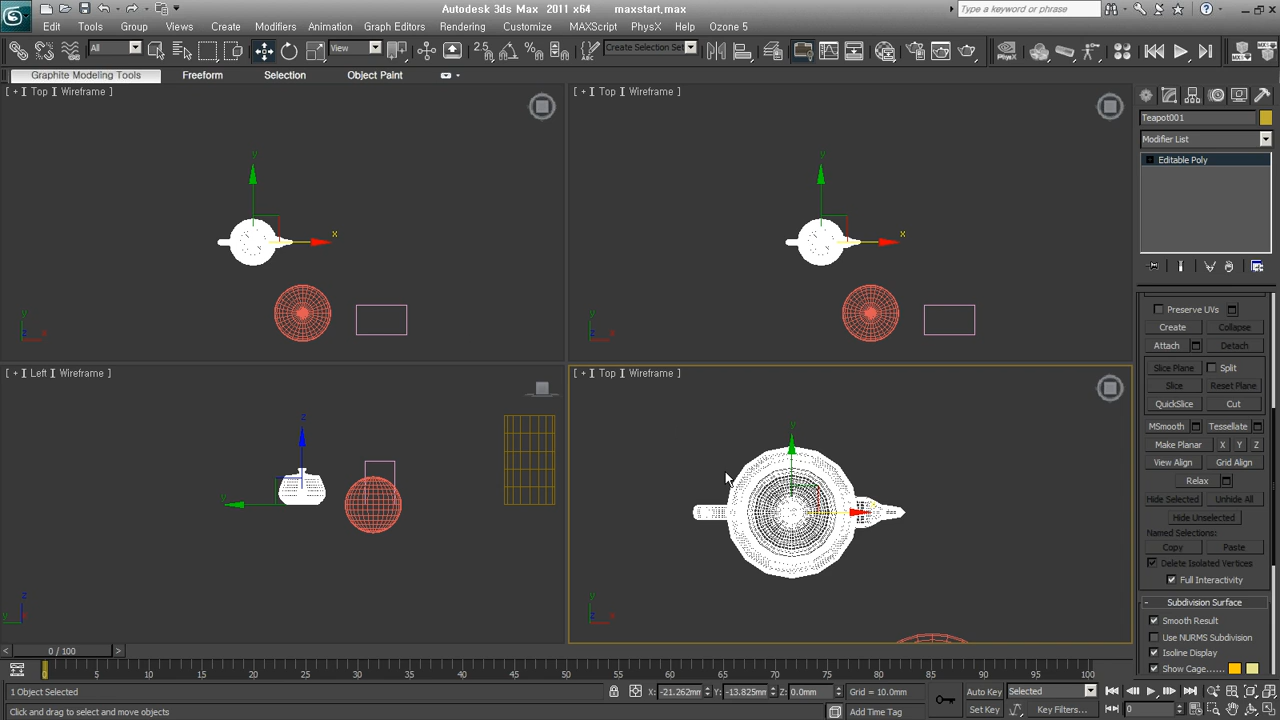 Autodesk 3ds Max 2011 x64 maxstart.max
Type a keyword or phrase
Edit Tools Group Views Create Modifiers Animation Graph Editors Rendering Customize MAXScript PhysX Help Ozone 5
All View 2.5 Create Selection Set PhysX
Graphite Modeling Tools Freeform Selection Object Paint
[ + ] Top ] Wireframe ]
[ + ] Top ] Wireframe ]
y
x
y
x
y
z
x
y
z
x
[ + ] Left ] Wireframe ]
[ + ] Top ] Wireframe ]
z
y
y
z
y
y
x
Teapot001
Modifier List
Editable Poly
Preserve UVs
Create Collapse
Attach Detach
Slice Plane Split
Slice Reset Plane
QuickSlice Cut
MSmooth Tessellate
Make Planar X Y Z
View Align Grid Align
Relax
Hide Selected Unhide All
Hide Unselected
Named Selections:
Copy Paste
Delete Isolated Vertices
Full Interactivity
- Subdivision Surface
Smooth Result
Use NURMS Subdivision
Isoline Display
Show Cage......
< 0 / 100 >
0 5 10 15 20 25 30 35 40 45 50 55 60 65 70 75 80 85 90 95 100
1 Object Selected X: -21.262mm Y: -13.825mm Z: 0.0mm Grid = 10.0mm Auto Key Selected
Click and drag to select and move objects Add Time Tag Set Key Key Filters... 0